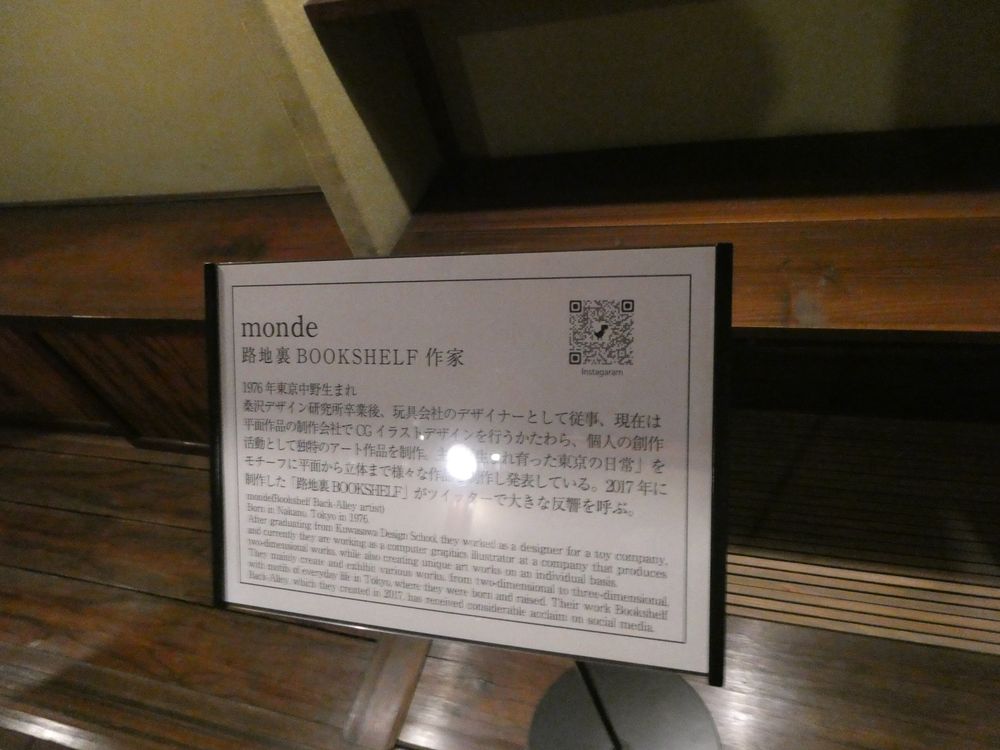 monde
路地裏 BOOKSHELF 作家
Instagaram
1976 年東京中野生まれ
桑沢デザイン研究所卒業後、玩具会社のデザイナーとして従事、現在は
平面作品の制作会社で CG イラストデザインを行うかたわら、個人の創作
活動として独特のアート作品を制作。 れ育った東京の日常」を
モチーフに平面から立体まで様々な作品 制作し発表している。2017 年に
制作した「路地裏 BOOKSHELF」がツイッターで大きな反響を呼ぶ。
monde(Bookshelf Back-Alley artist)
Born in Nakano, Tokyo in 1976.
After graduating from Kuwasawa Design School, they worked as a designer for a toy company,
and currently they are working as a computer graphics illustrator at a company that produces
two-dimensional works, while also creating unique art works on an individual basis.
They mainly create and exhibit various works, from two-dimensional to three-dimensional,
with motifs of everyday life in Tokyo, where they were born and raised. Their work Bookshelf
Back-Alley, which they created in 2017, has received considerable acclaim on social media.